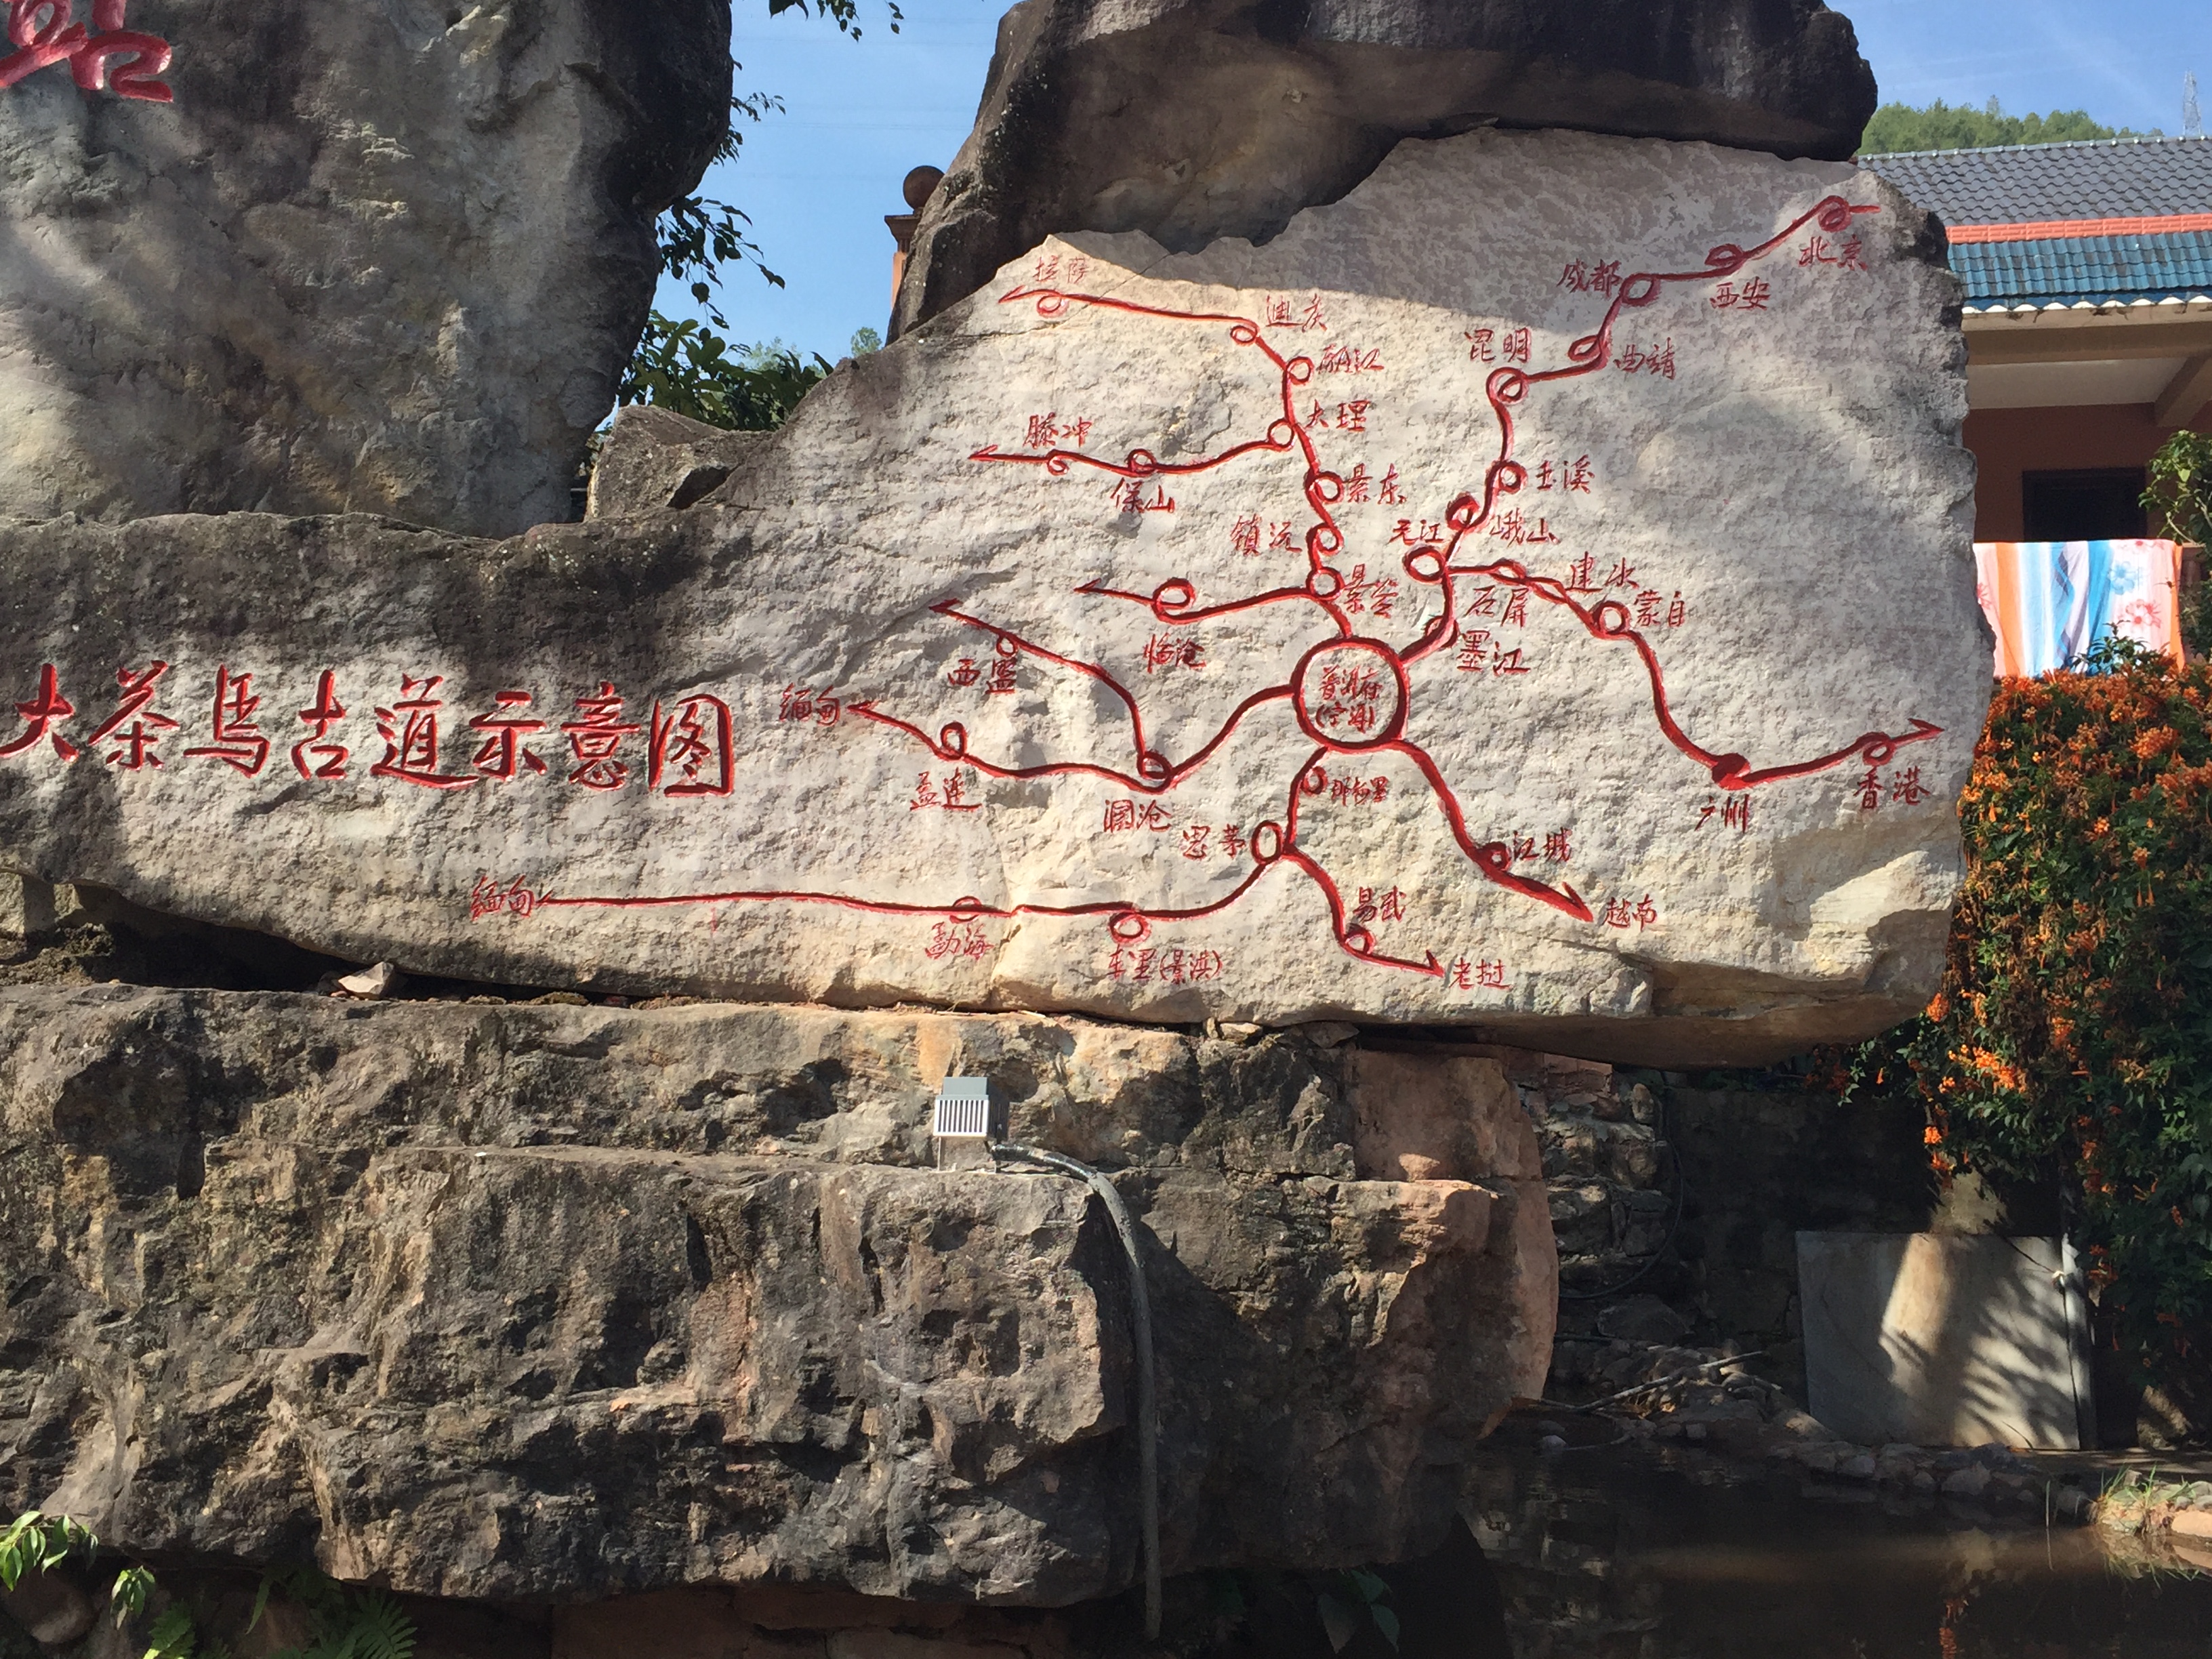 站
拉萨
迪庆
丽江
大理
腾冲
保山
景东
镇沅
景谷
临沧
北京
西安
成都
曲靖
昆明
玉溪
峨山
元江
建水
石屏
蒙自
墨江
广州
香港
普洱府
(宁洱)
西盟
缅甸
孟连
澜沧
大茶马古道示意图
那柯里
思茅
江城
越南
易武
老挝
缅甸
勐海
车里(景洪)